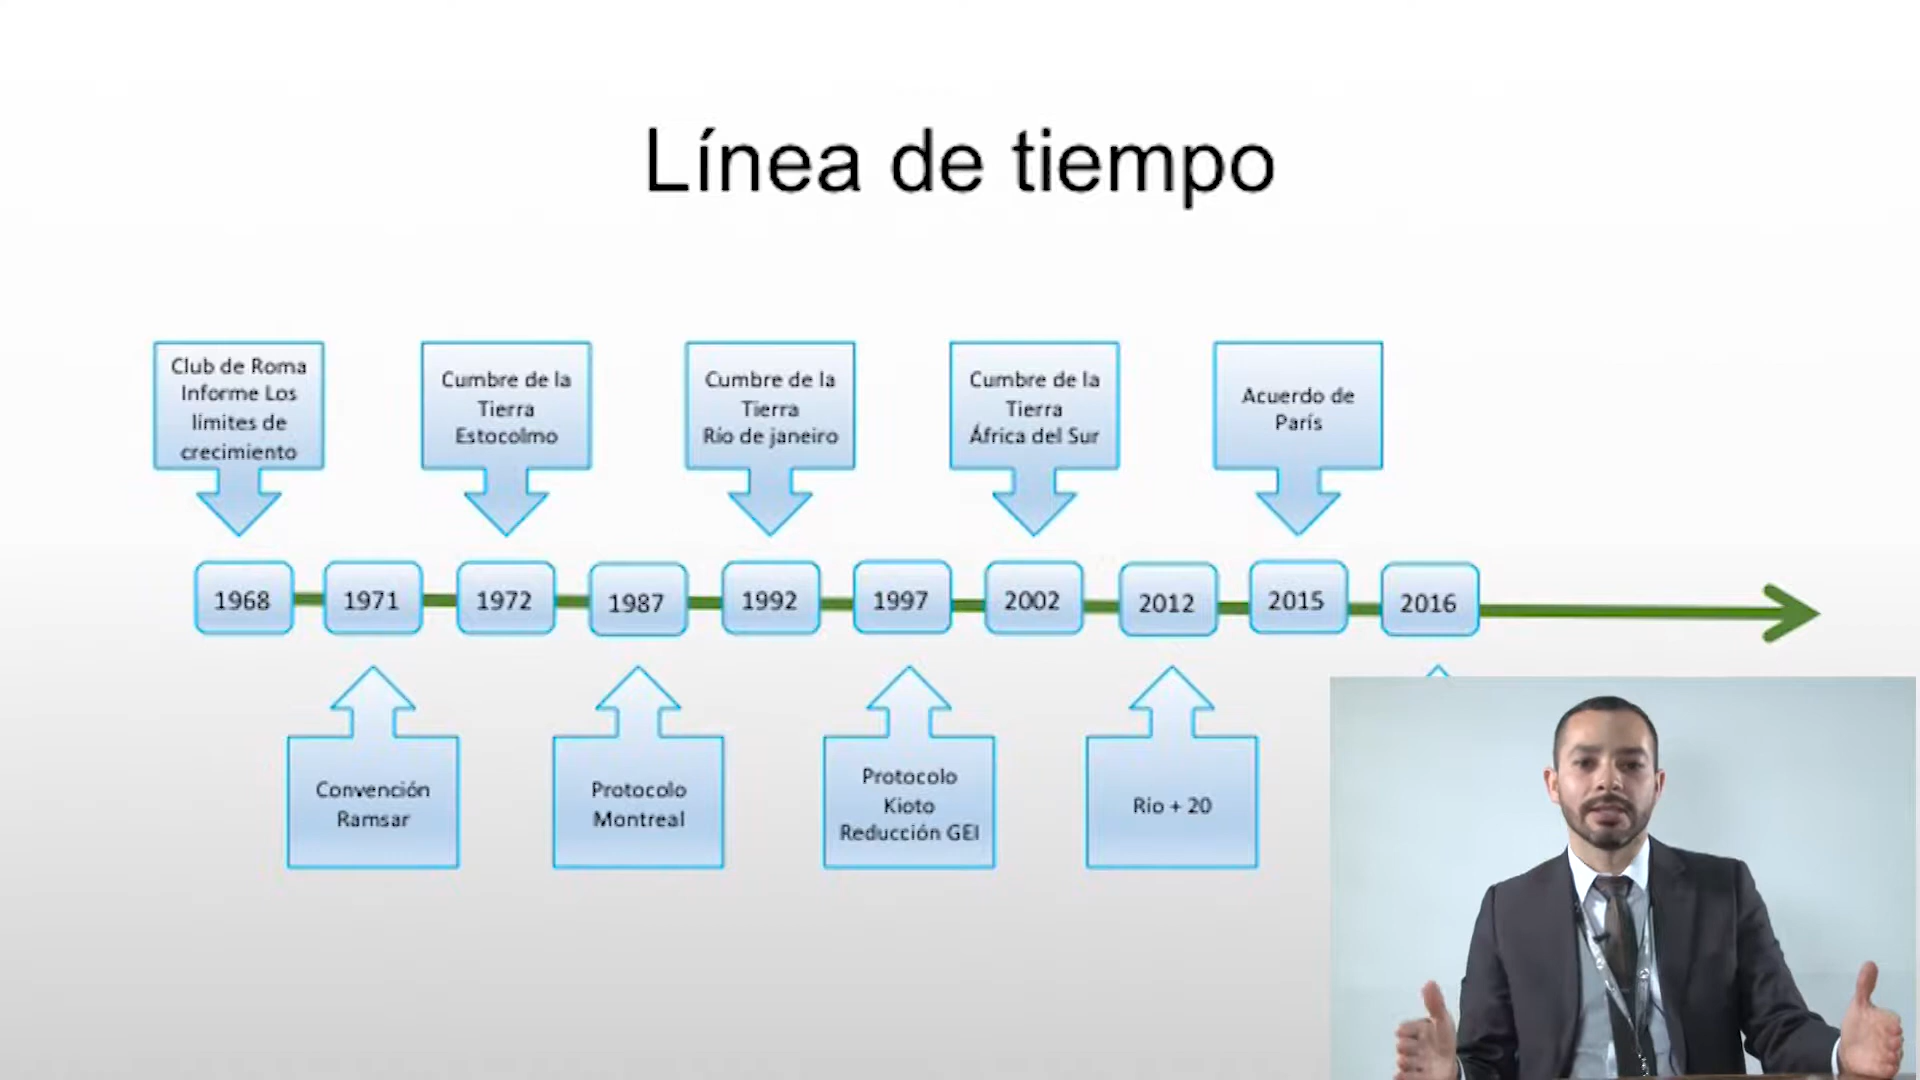 Línea de tiempo
Club de Roma
Informe Los
límites de
crecimiento
Cumbre de la
Tierra
Estocolmo
Cumbre de la
Tierra
Río de janeiro
Cumbre de la
Tierra
África del Sur
Acuerdo de
París
1968
1971
1972
1987
1992
1997
2002
2012
2015
2016
Convención
Ramsar
Protocolo
Montreal
Protocolo
Kioto
Reducción GEI
Rio + 20